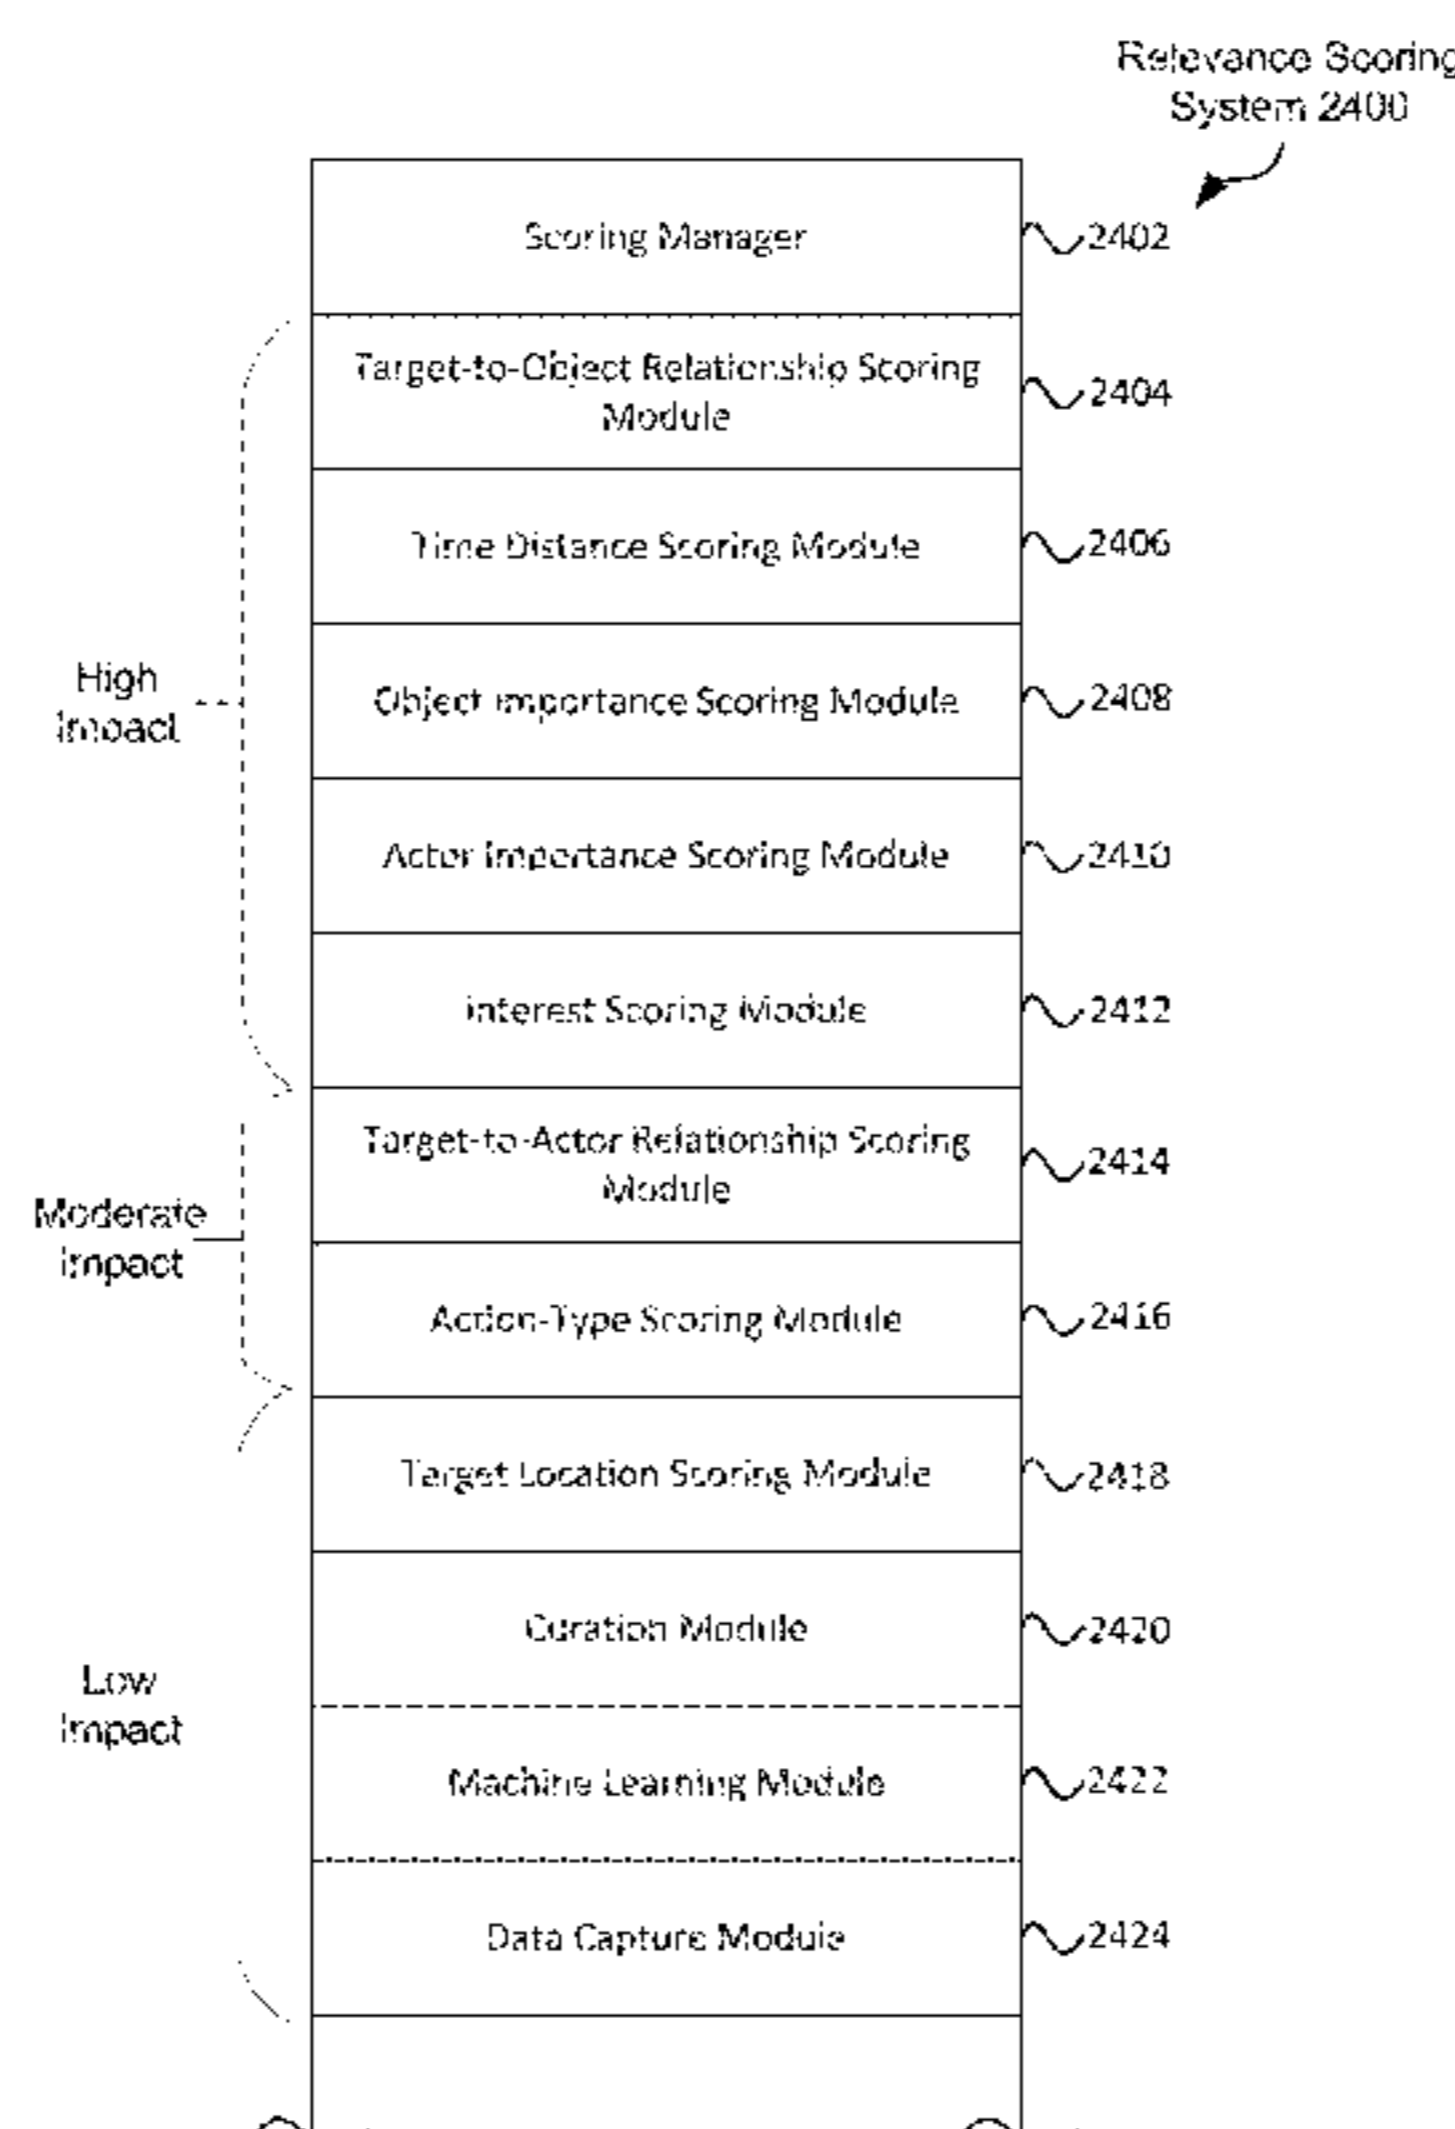 Relevance Scoring
System 2400
Scoring Manager
2402
Target-to-Object Relationship Scoring
Module
2404
Time Distance Scoring Module
2406
High
Impact
Object Importance Scoring Module
2408
Actor Importance Scoring Module
2410
Interest Scoring Module
2412
Target-to-Actor Relationship Scoring
Module
2414
Moderate
Impact
Action-Type Scoring Module
2416
Target Location Scoring Module
2418
Curation Module
2420
Low
Impact
Machine Learning Module
2422
Data Capture Module
2424